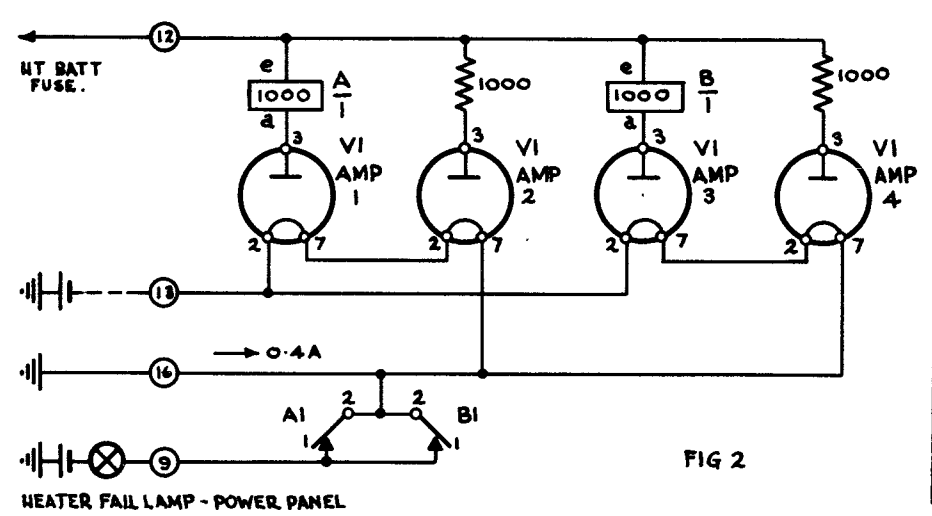 12
HT BATT
FUSE.
e
1000
A
1
a
3
V1
AMP
1
2
7
1000
3
V1
AMP
2
2
7
e
1000
B
1
a
3
V1
AMP
3
2
7
1000
3
V1
AMP
4
2
7
13
0.4A
16
A1
2
2
B1
1
1
9
FIG 2
HEATER FAIL LAMP - POWER PANEL